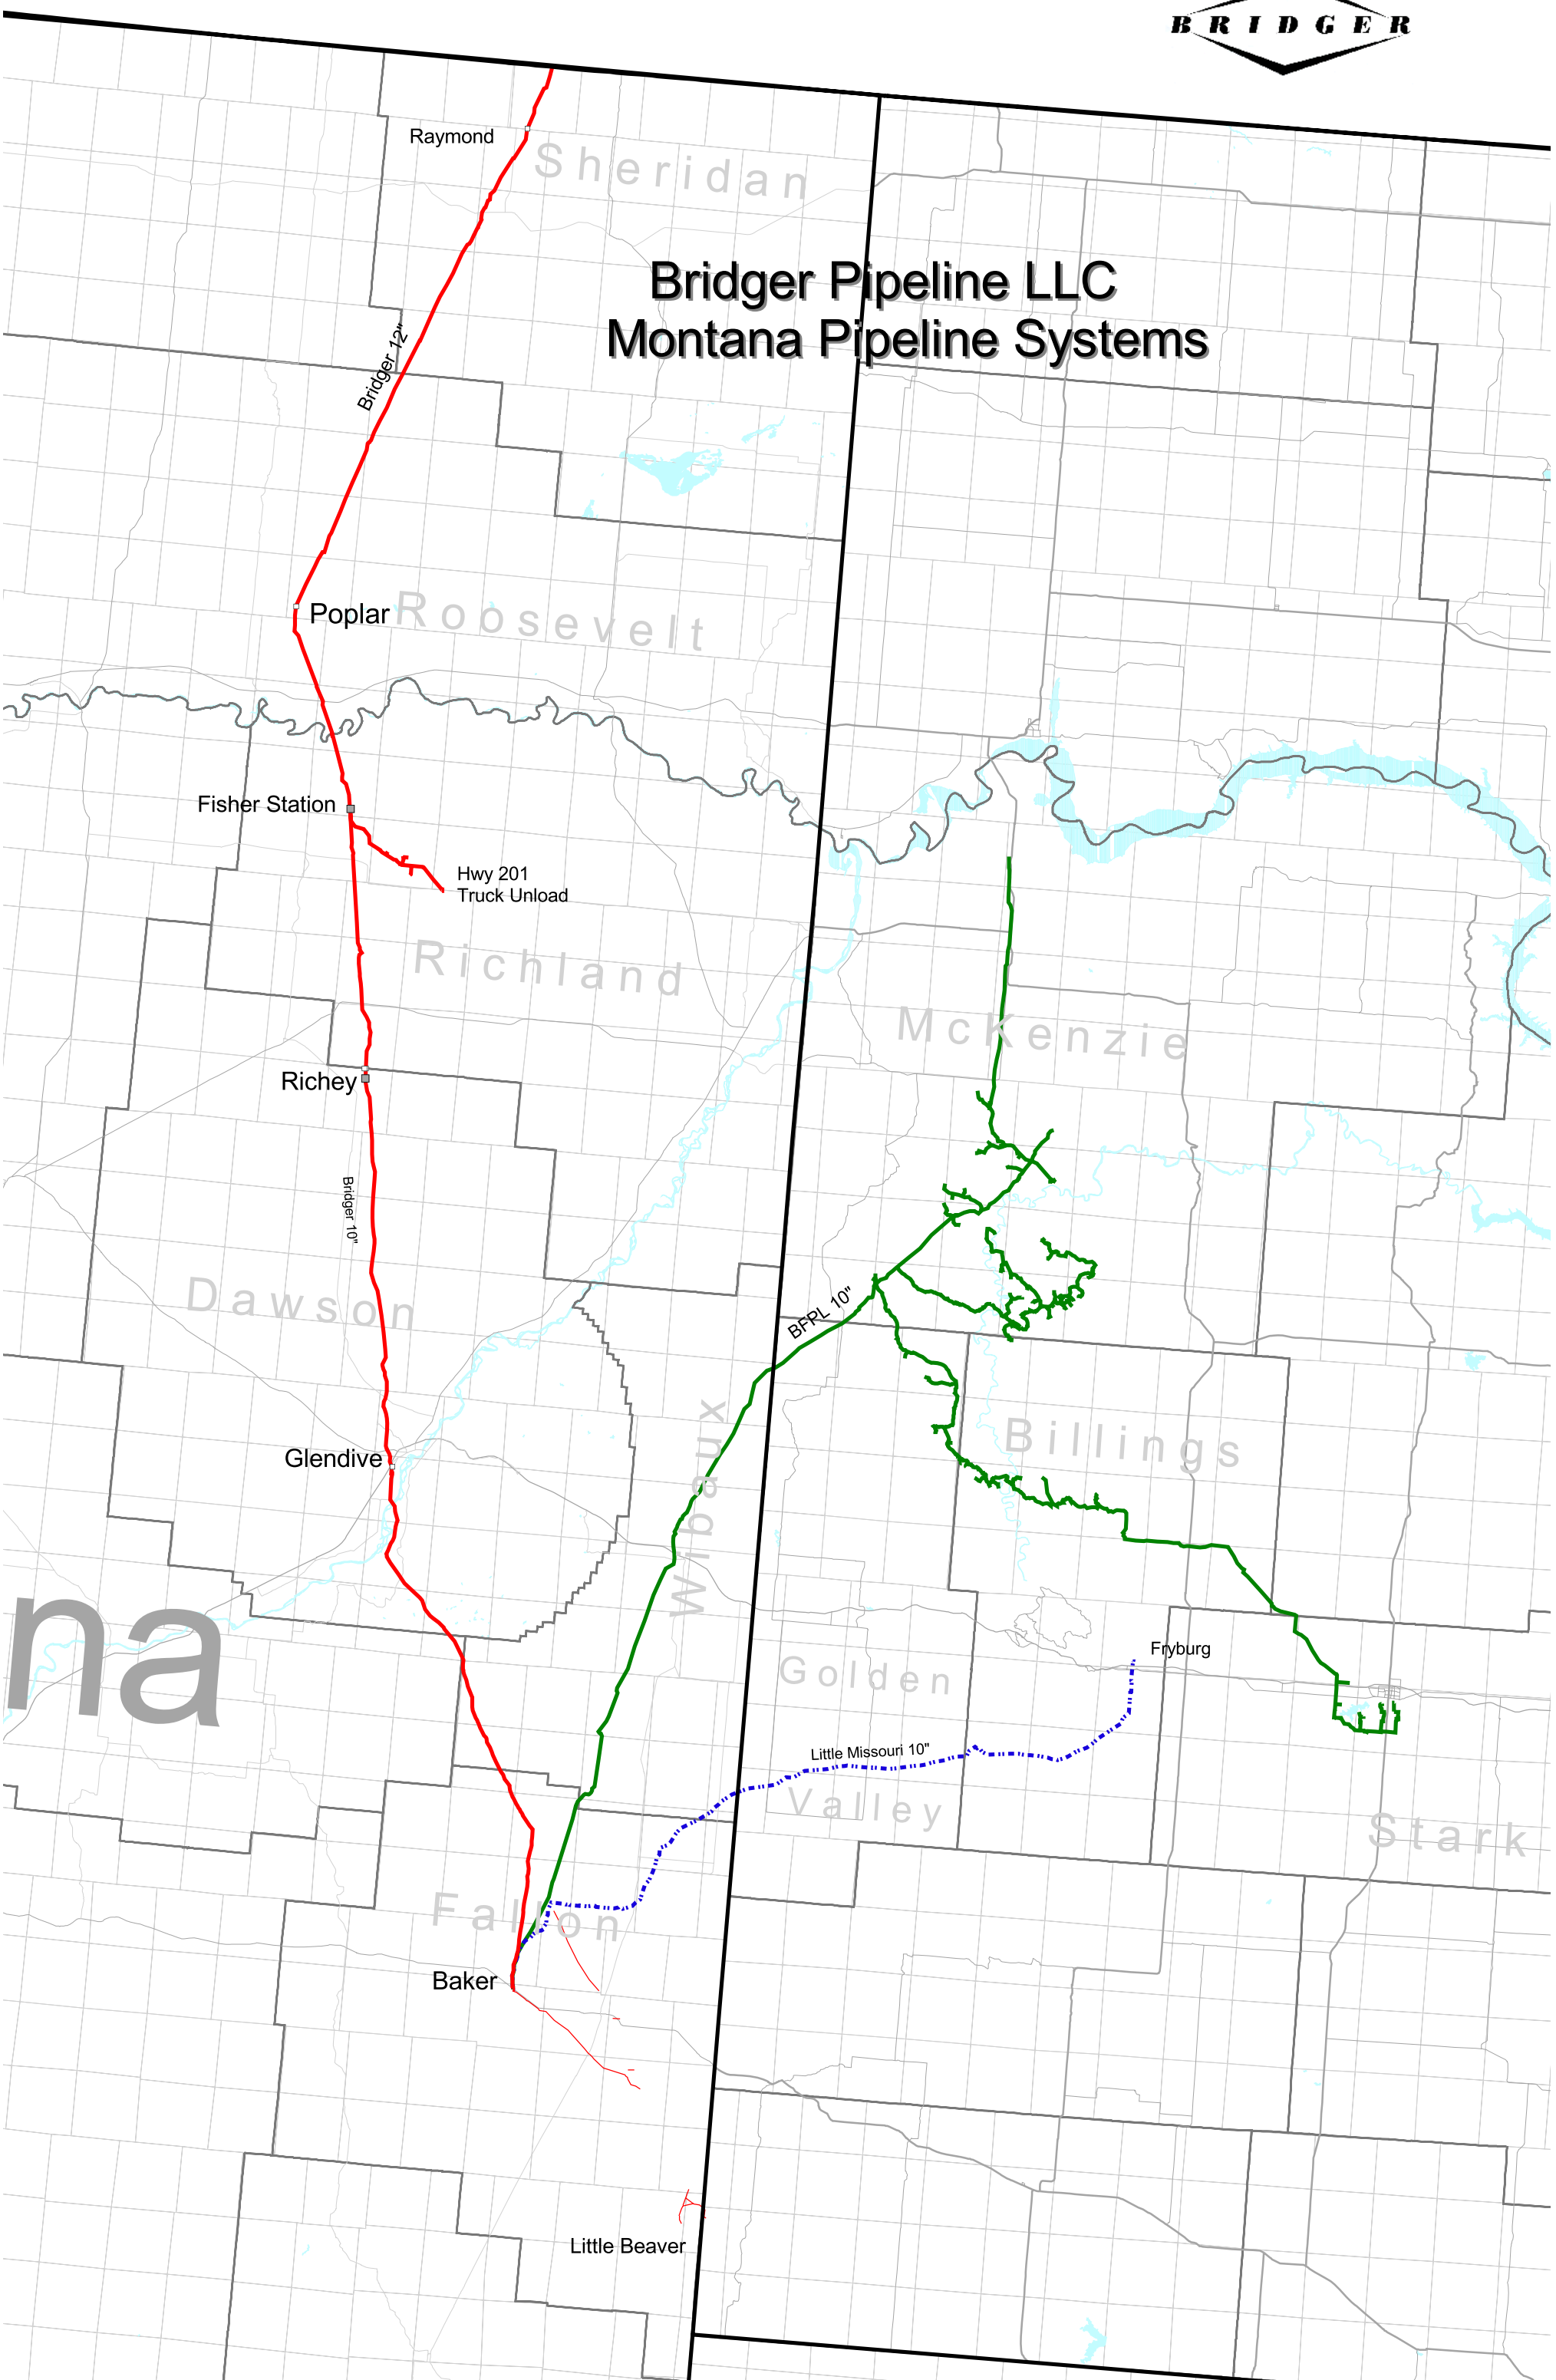 BRIDGER
Raymond
Sheridan
Bridger Pipeline LLC
Montana Pipeline Systems
Bridger 12"
Poplar
Roosevelt
Fisher Station
Hwy 201
Truck Unload
Richland
McKenzie
Richey
Bridger 10"
Dawson
BFPL 10"
Wibaux
Billings
Glendive
na
Fryburg
Golden
Little Missouri 10"
Valley
Stark
Fallon
Baker
Little Beaver